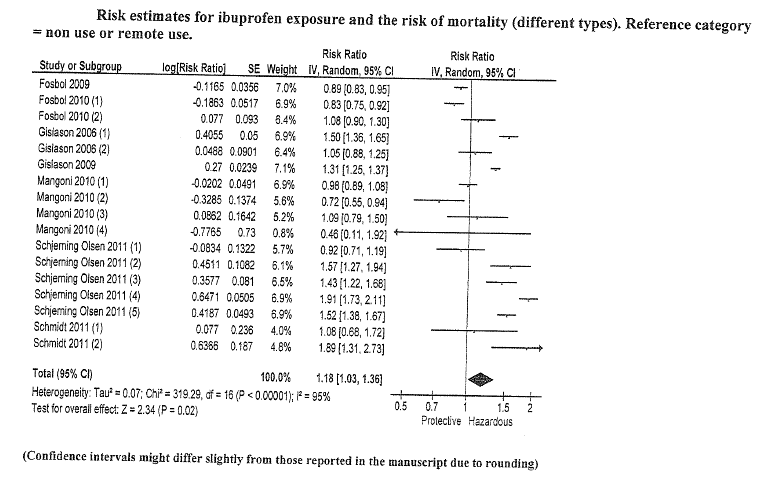 Risk estimates for ibuprofen exposure and the risk of mortality (different types). Reference category
= non use or remote use.
Risk Ratio Risk Ratio
Study or Subgroup log[Risk Ratio] SE Weight IV, Random, 95% CI IV, Random, 95% CI
Fosbol 2009 -0.1165 0.0356 7.0% 0.89 [0.83, 0.95]
Fosbol 2010 (1) -0.1863 0.0517 6.9% 0.83 [0.75, 0.92]
Fosbol 2010 (2) 0.077 0.093 6.4% 1.08 [0.90, 1.30]
Gislason 2006 (1) 0.4055 0.05 6.9% 1.50 [1.36, 1.65]
Gislason 2006 (2) 0.0488 0.0901 6.4% 1.05 [0.88, 1.25]
Gislason 2009 0.27 0.0239 7.1% 1.31 [1.25, 1.37]
Mangoni 2010 (1) -0.0202 0.0491 6.9% 0.98 [0.89, 1.08]
Mangoni 2010 (2) -0.3285 0.1374 5.6% 0.72 [0.55, 0.94]
Mangoni 2010 (3) 0.0862 0.1642 5.2% 1.09 [0.79, 1.50]
Mangoni 2010 (4) -0.7765 0.73 0.8% 0.46 [0.11, 1.92]
Schjerning Olsen 2011 (1) -0.0834 0.1322 5.7% 0.92 [0.71, 1.19]
Schjerning Olsen 2011 (2) 0.4511 0.1082 6.1% 1.57 [1.27, 1.94]
Schjerning Olsen 2011 (3) 0.3577 0.081 6.5% 1.43 [1.22, 1.68]
Schjerning Olsen 2011 (4) 0.6471 0.0505 6.9% 1.91 [1.73, 2.11]
Schjerning Olsen 2011 (5) 0.4187 0.0493 6.9% 1.52 [1.38, 1.67]
Schmidt 2011 (1) 0.077 0.236 4.0% 1.08 [0.68, 1.72]
Schmidt 2011 (2) 0.6366 0.187 4.8% 1.89 [1.31, 2.73]
Total (95% CI) 100.0% 1.18 [1.03, 1.36]
Heterogeneity: Tau² = 0.07; Chi² = 319.29, df = 16 (P < 0.00001); I² = 95%
Test for overall effect: Z = 2.34 (P = 0.02)
0.5 0.7 1 1.5 2
Protective Hazardous
(Confidence intervals might differ slightly from those reported in the manuscript due to rounding)